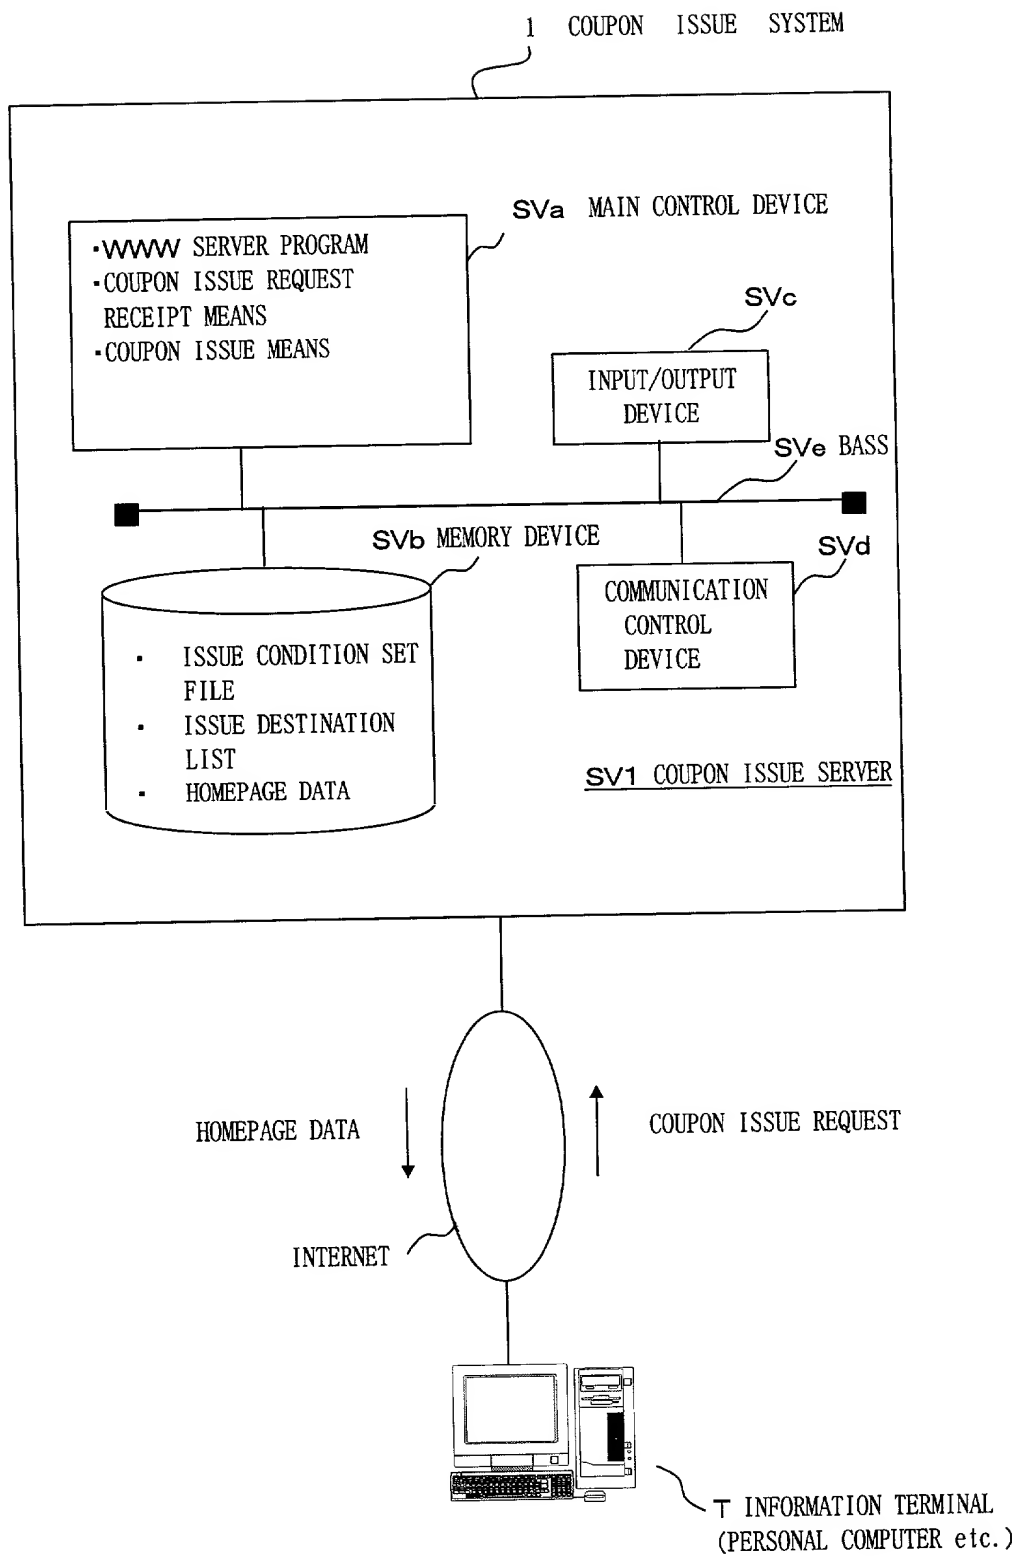 1 COUPON ISSUE SYSTEM
SVa MAIN CONTROL DEVICE
・WWW SERVER PROGRAM
・COUPON ISSUE REQUEST
RECEIPT MEANS
・COUPON ISSUE MEANS
SVc
INPUT/OUTPUT
DEVICE
SVe BASS
SVb MEMORY DEVICE
SVd
COMMUNICATION
CONTROL
DEVICE
・ ISSUE CONDITION SET
FILE
・ ISSUE DESTINATION
LIST
・ HOMEPAGE DATA
SV1 COUPON ISSUE SERVER
HOMEPAGE DATA
COUPON ISSUE REQUEST
INTERNET
T INFORMATION TERMINAL
(PERSONAL COMPUTER etc.)